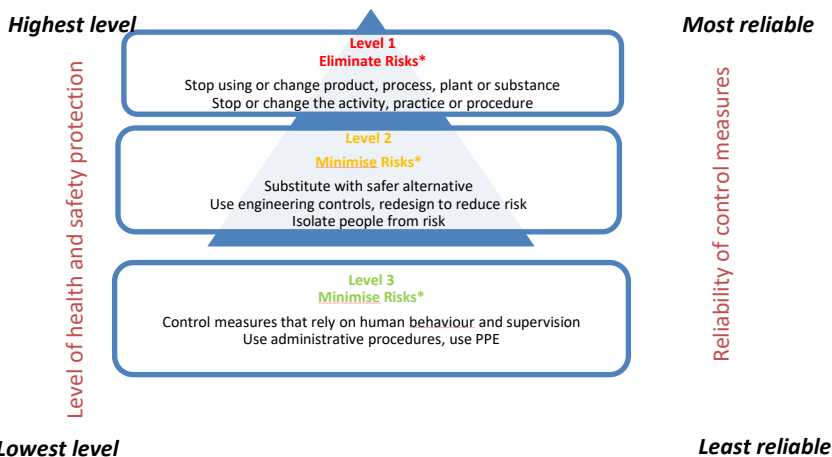 Highest level
Most reliable
Level 1
Eliminate Risks*
Stop using or change product, process, plant or substance
Stop or change the activity, practice or procedure
Level of health and safety protection
Reliability of control measures
Level 2
Minimise Risks*
Substitute with safer alternative
Use engineering controls, redesign to reduce risk
Isolate people from risk
Level 3
Minimise Risks*
Control measures that rely on human behaviour and supervision
Use administrative procedures, use PPE
Lowest level
Least reliable